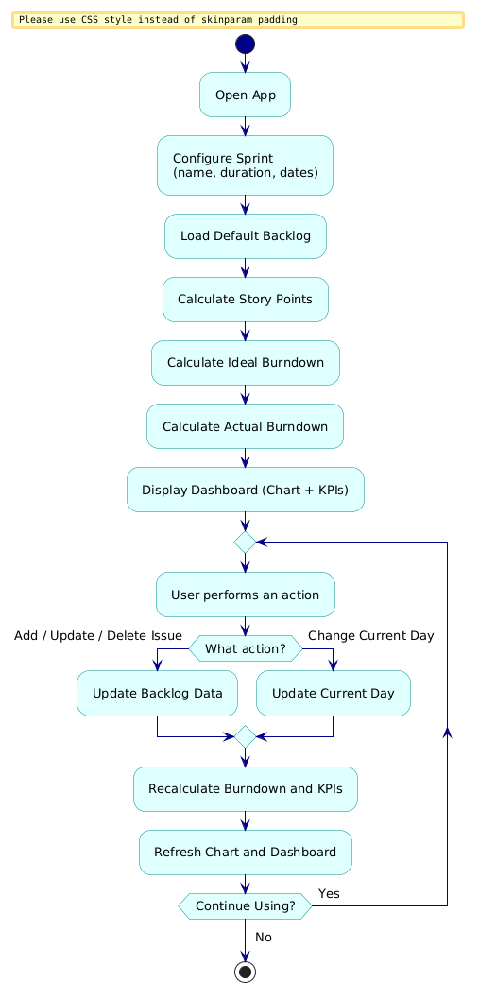 Please use CSS style instead of skinparam padding
Open App
Configure Sprint
(name, duration, dates)
Load Default Backlog
Calculate Story Points
Calculate Ideal Burndown
Calculate Actual Burndown
Display Dashboard (Chart + KPIs)
User performs an action
Add / Update / Delete Issue
What action?
Change Current Day
Update Backlog Data
Update Current Day
Recalculate Burndown and KPIs
Refresh Chart and Dashboard
Continue Using?
Yes
No